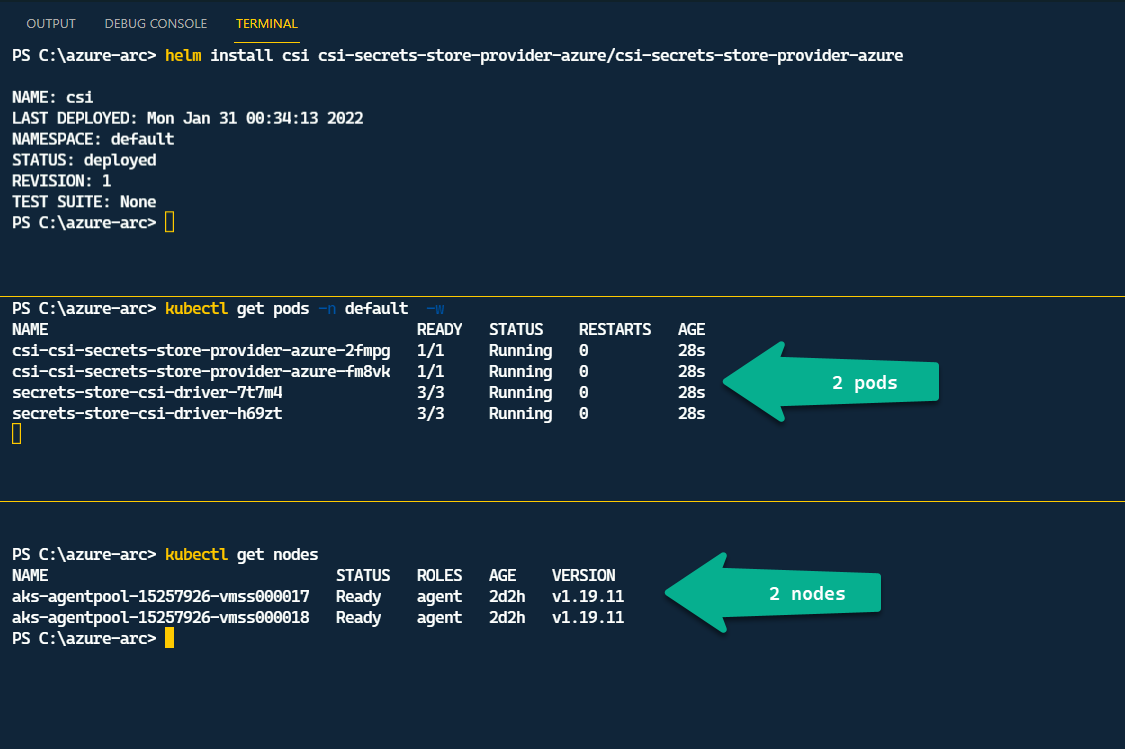 OUTPUT DEBUG CONSOLE TERMINAL
PS C:\azure-arc> helm install csi csi-secrets-store-provider-azure/csi-secrets-store-provider-azure
NAME: csi
LAST DEPLOYED: Mon Jan 31 00:34:13 2022
NAMESPACE: default
STATUS: deployed
REVISION: 1
TEST SUITE: None
PS C:\azure-arc>
PS C:\azure-arc> kubectl get pods -n default -w
NAME READY STATUS RESTARTS AGE
csi-csi-secrets-store-provider-azure-2fmpg 1/1 Running 0 28s
csi-csi-secrets-store-provider-azure-fm8vk 1/1 Running 0 28s
secrets-store-csi-driver-7t7m4 3/3 Running 0 28s
secrets-store-csi-driver-h69zt 3/3 Running 0 28s
2 pods
PS C:\azure-arc> kubectl get nodes
NAME STATUS ROLES AGE VERSION
aks-agentpool-15257926-vmss000017 Ready agent 2d2h v1.19.11
aks-agentpool-15257926-vmss000018 Ready agent 2d2h v1.19.11
2 nodes
PS C:\azure-arc>